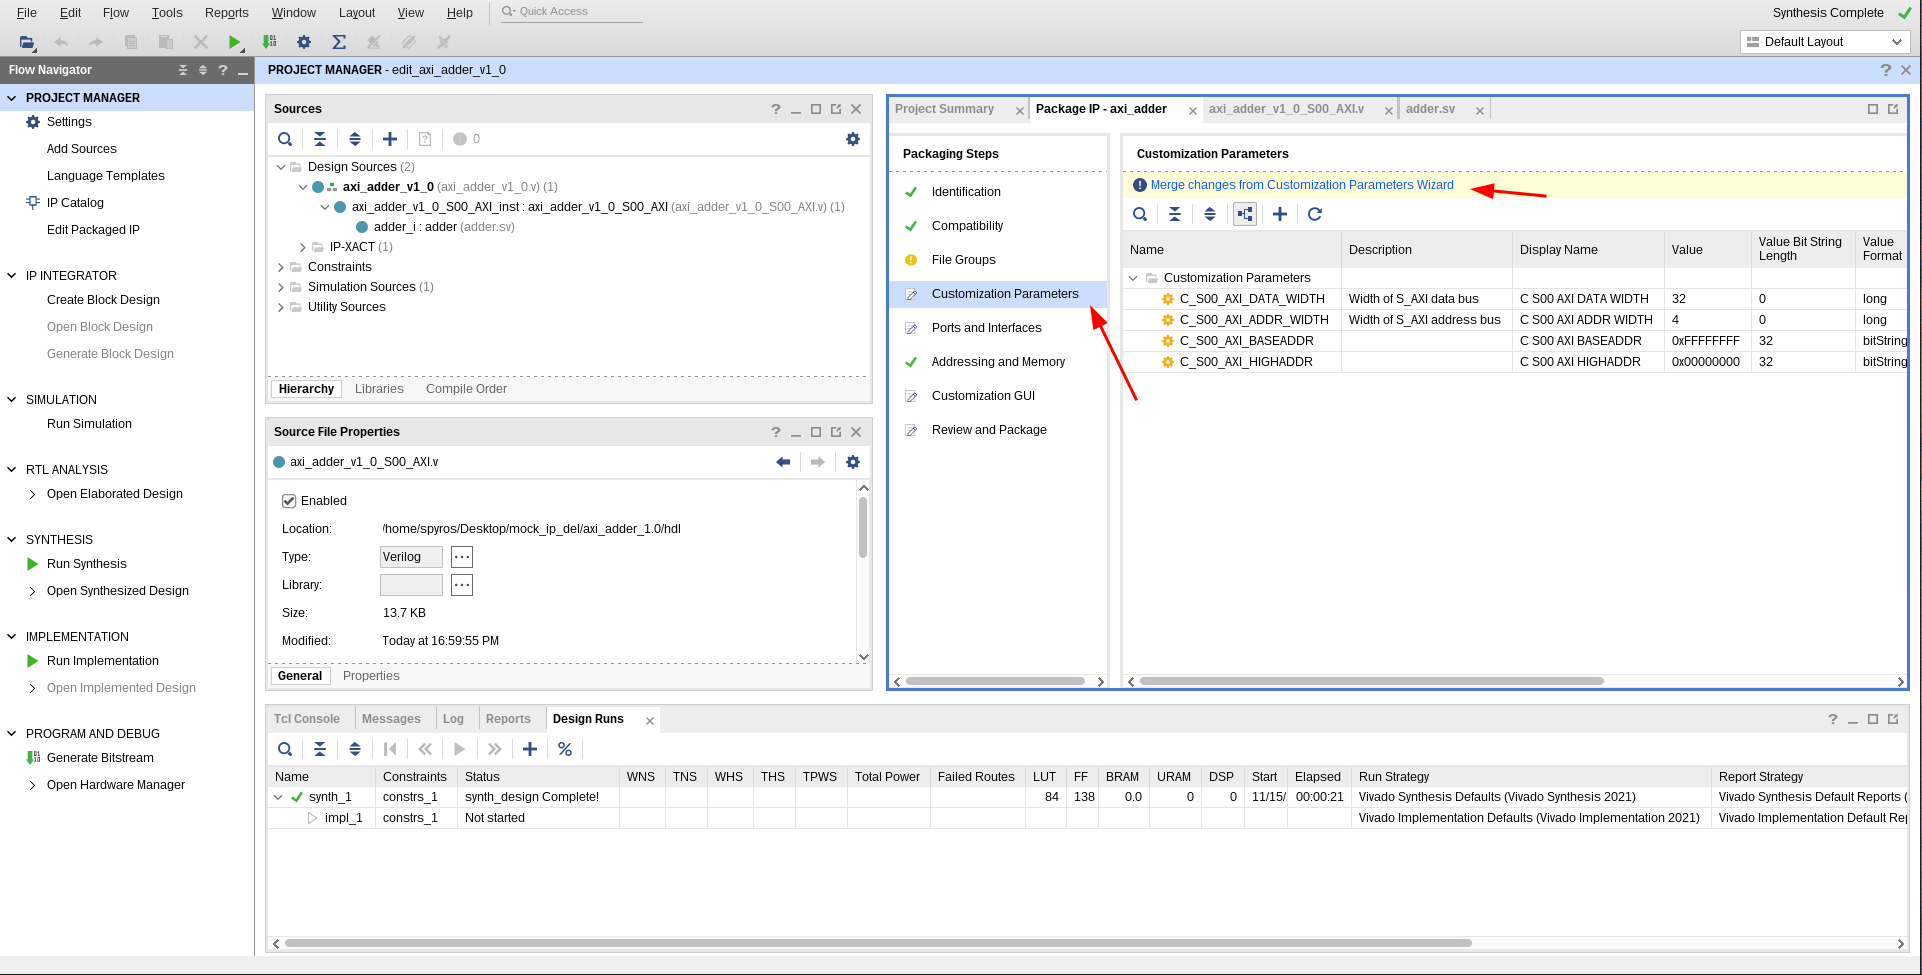 File Edit Flow Tools Reports Window Layout View Help Quick Access Synthesis Complete
Default Layout
Flow Navigator
PROJECT MANAGER
Settings
Add Sources
Language Templates
IP Catalog
Edit Packaged IP
IP INTEGRATOR
Create Block Design
Open Block Design
Generate Block Design
SIMULATION
Run Simulation
RTL ANALYSIS
Open Elaborated Design
SYNTHESIS
Run Synthesis
Open Synthesized Design
IMPLEMENTATION
Run Implementation
Open Implemented Design
PROGRAM AND DEBUG
Generate Bitstream
Open Hardware Manager
PROJECT MANAGER - edit_axi_adder_v1_0
Sources
0
Design Sources (2)
axi_adder_v1_0 (axi_adder_v1_0.v) (1)
axi_adder_v1_0_S00_AXI_inst : axi_adder_v1_0_S00_AXI (axi_adder_v1_0_S00_AXI.v) (1)
adder_i : adder (adder.sv)
IP-XACT (1)
Constraints
Simulation Sources (1)
Utility Sources
Hierarchy Libraries Compile Order
Source File Properties
axi_adder_v1_0_S00_AXI.v
Enabled
Location: /home/spyros/Desktop/mock_ip_del/axi_adder_1.0/hdl
Type: Verilog
Library:
Size: 13.7 KB
Modified: Today at 16:59:55 PM
General Properties
Project Summary Package IP - axi_adder axi_adder_v1_0_S00_AXI.v adder.sv
Packaging Steps
Identification
Compatibility
File Groups
Customization Parameters
Ports and Interfaces
Addressing and Memory
Customization GUI
Review and Package
Customization Parameters
Merge changes from Customization Parameters Wizard
Name Description Display Name Value Value Bit String Length Value Format
Customization Parameters
C_S00_AXI_DATA_WIDTH Width of S_AXI data bus C S00 AXI DATA WIDTH 32 0 long
C_S00_AXI_ADDR_WIDTH Width of S_AXI address bus C S00 AXI ADDR WIDTH 4 0 long
C_S00_AXI_BASEADDR C S00 AXI BASEADDR 0xFFFFFFFF 32 bitString
C_S00_AXI_HIGHADDR C S00 AXI HIGHADDR 0x00000000 32 bitString
Tcl Console Messages Log Reports Design Runs
Name Constraints Status WNS TNS WHS THS TPWS Total Power Failed Routes LUT FF BRAM URAM DSP Start Elapsed Run Strategy Report Strategy
synth_1 constrs_1 synth_design Complete! 84 138 0.0 0 0 11/15/ 00:00:21 Vivado Synthesis Defaults (Vivado Synthesis 2021) Vivado Synthesis Default Reports (
impl_1 constrs_1 Not started Vivado Implementation Defaults (Vivado Implementation 2021) Vivado Implementation Default Rep